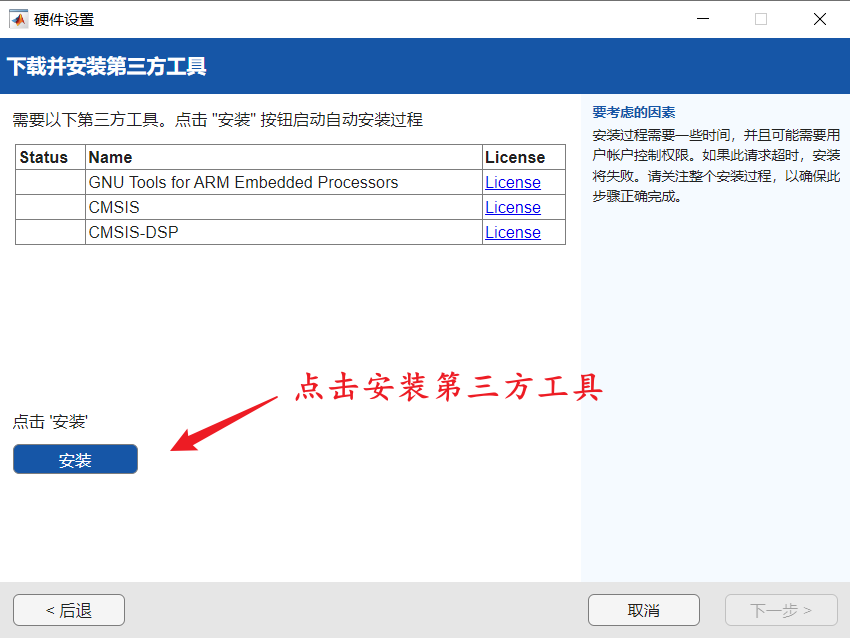 硬件设置
下载并安装第三方工具
需要以下第三方工具。点击 "安装" 按钮启动自动安装过程
Status Name License
GNU Tools for ARM Embedded Processors License
CMSIS License
CMSIS-DSP License
要考虑的因素
安装过程需要一些时间，并且可能需要用
户帐户控制权限。如果此请求超时，安装
将失败。请关注整个安装过程，以确保此
步骤正确完成。
点击安装第三方工具
点击 '安装'
安装
< 后退
取消
下一步 >